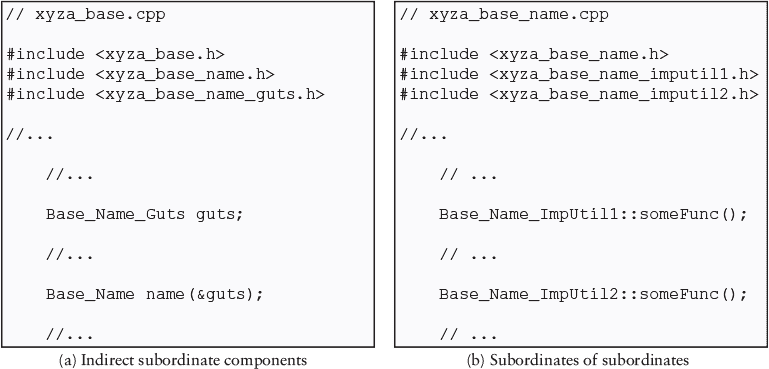 // xyza_base.cpp
#include <xyza_base.h>
#include <xyza_base_name.h>
#include <xyza_base_name_guts.h>
//...
//...
Base_Name_Guts guts;
//...
Base_Name name(&guts);
//...
(a) Indirect subordinate components
// xyza_base_name.cpp
#include <xyza_base_name.h>
#include <xyza_base_name_imputil1.h>
#include <xyza_base_name_imputil2.h>
//...
// ...
Base_Name_ImpUtil1::someFunc();
// ...
Base_Name_ImpUtil2::someFunc();
// ...
(b) Subordinates of subordinates